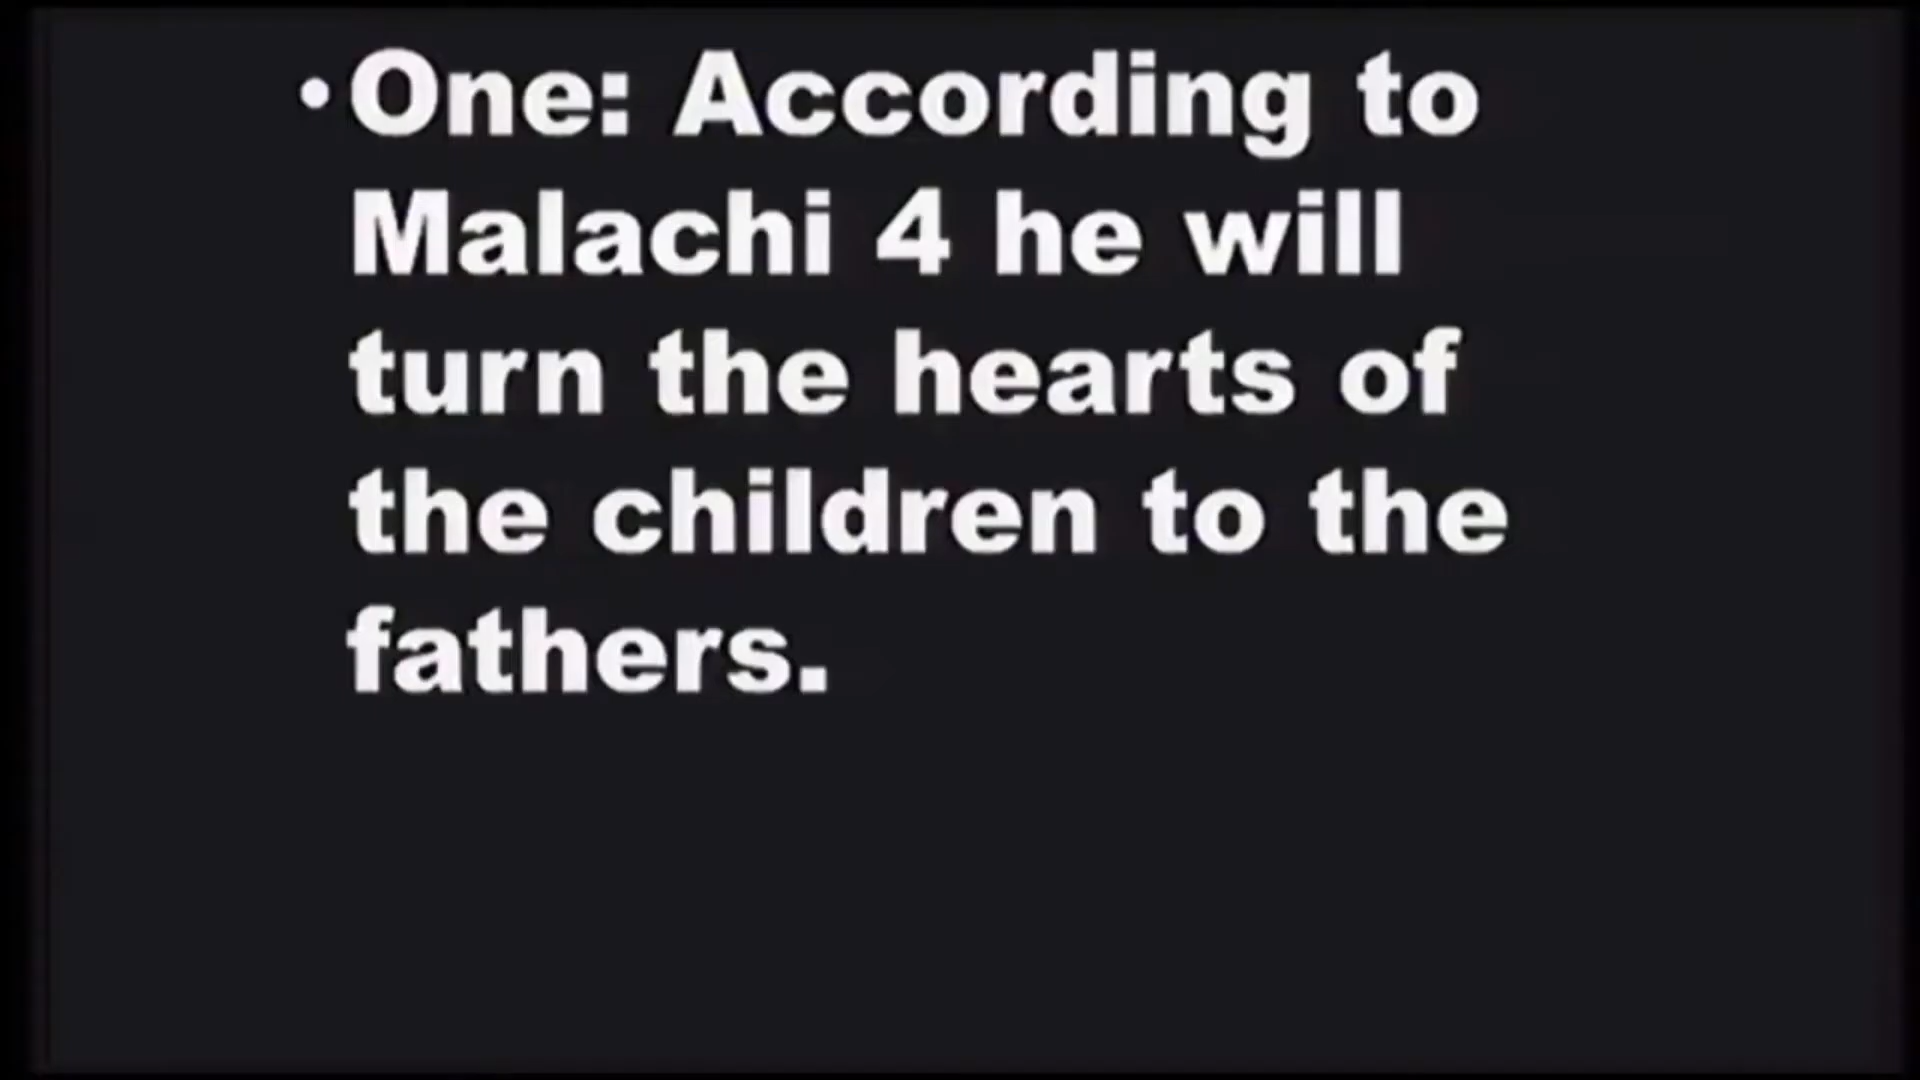 •One: According to
Malachi 4 he will
turn the hearts of
the children to the
fathers.